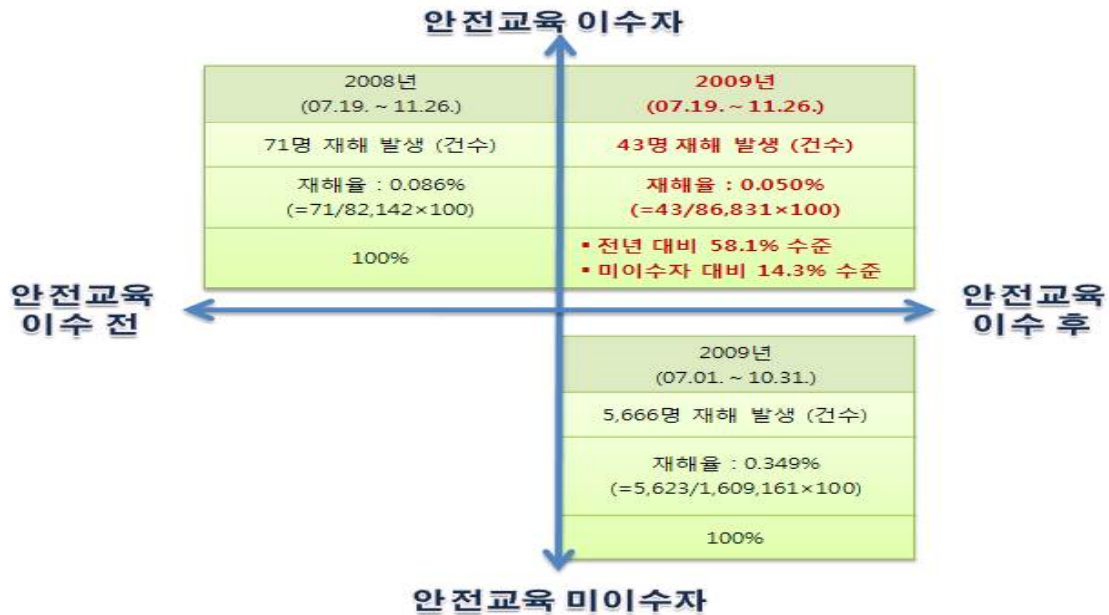 안전교육 이수자
2008년
(07.19. ~ 11.26.)
71명 재해 발생 (건수)
재해율 : 0.086%
(=71/82,142×100)
100%
2009년
(07.19. ~ 11.26.)
43명 재해 발생 (건수)
재해율 : 0.050%
(=43/86,831×100)
▪ 전년 대비 58.1% 수준
▪ 미이수자 대비 14.3% 수준
안전교육
이수 전
안전교육
이수 후
2009년
(07.01. ~ 10.31.)
5,666명 재해 발생 (건수)
재해율 : 0.349%
(=5,623/1,609,161×100)
100%
안전교육 미이수자